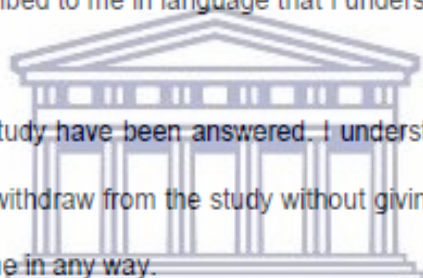 bed to me in language that I unders
tudy have been answered. I underst
withdraw from the study without givin
e in any way.